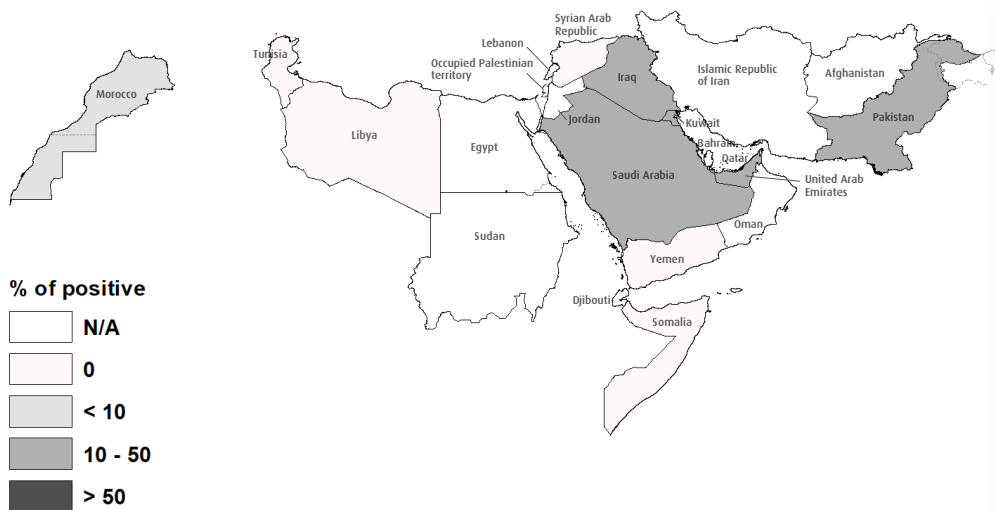 Syrian Arab
Republic
Tunisia
Lebanon
Occupied Palestinian
territory
Morocco
Iraq
Islamic Republic
of Iran
Afghanistan
Libya
Jordan
Kuwait
Pakistan
Egypt
Bahrain
Qatar
Saudi Arabia
United Arab
Emirates
Sudan
Oman
Yemen
Djibouti
Somalia
% of positive
N/A
0
< 10
10 - 50
> 50